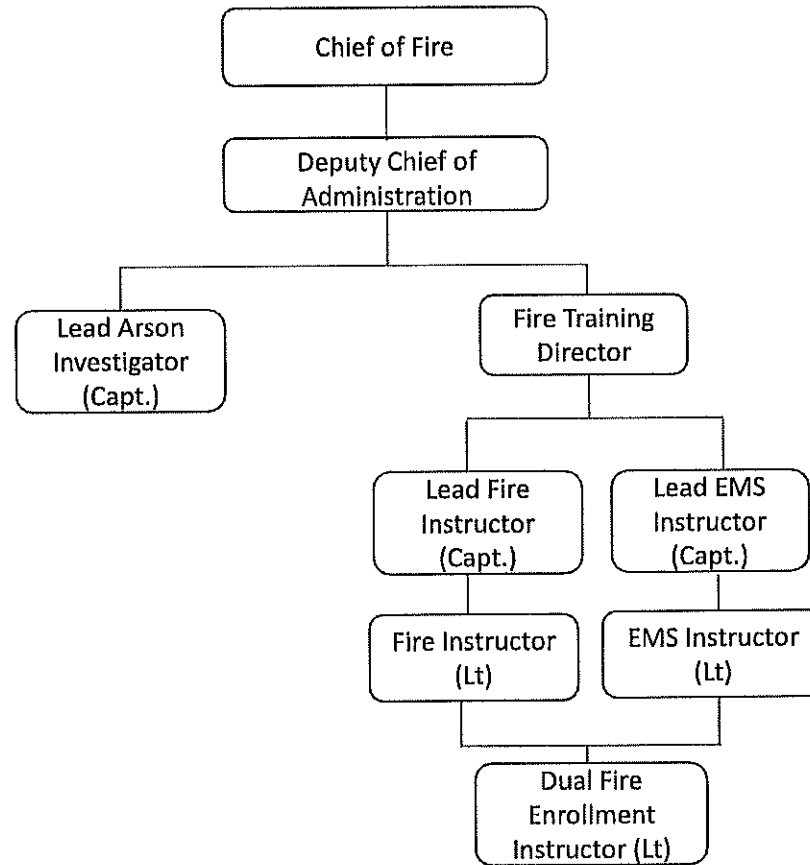 Chief of Fire
Deputy Chief of
Administration
Lead Arson
Investigator
(Capt.)
Fire Training
Director
Lead Fire
Instructor
(Capt.)
Lead EMS
Instructor
(Capt.)
Fire Instructor
(Lt)
EMS Instructor
(Lt)
Dual Fire
Enrollment
Instructor (Lt)